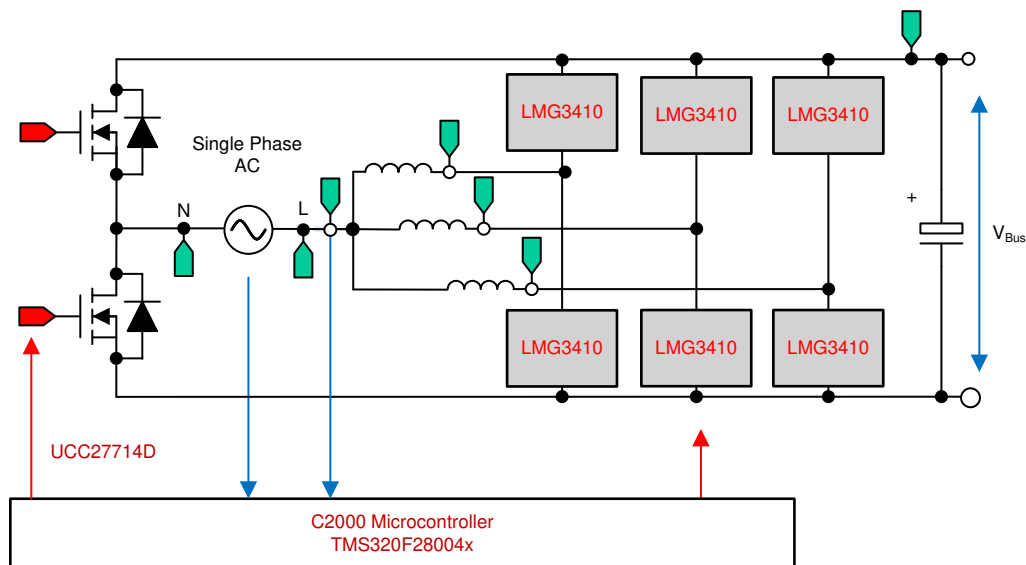 LMG3410
LMG3410
LMG3410
Single Phase
AC
N
L
+
VBus
LMG3410
LMG3410
LMG3410
UCC27714D
C2000 Microcontroller
TMS320F28004x